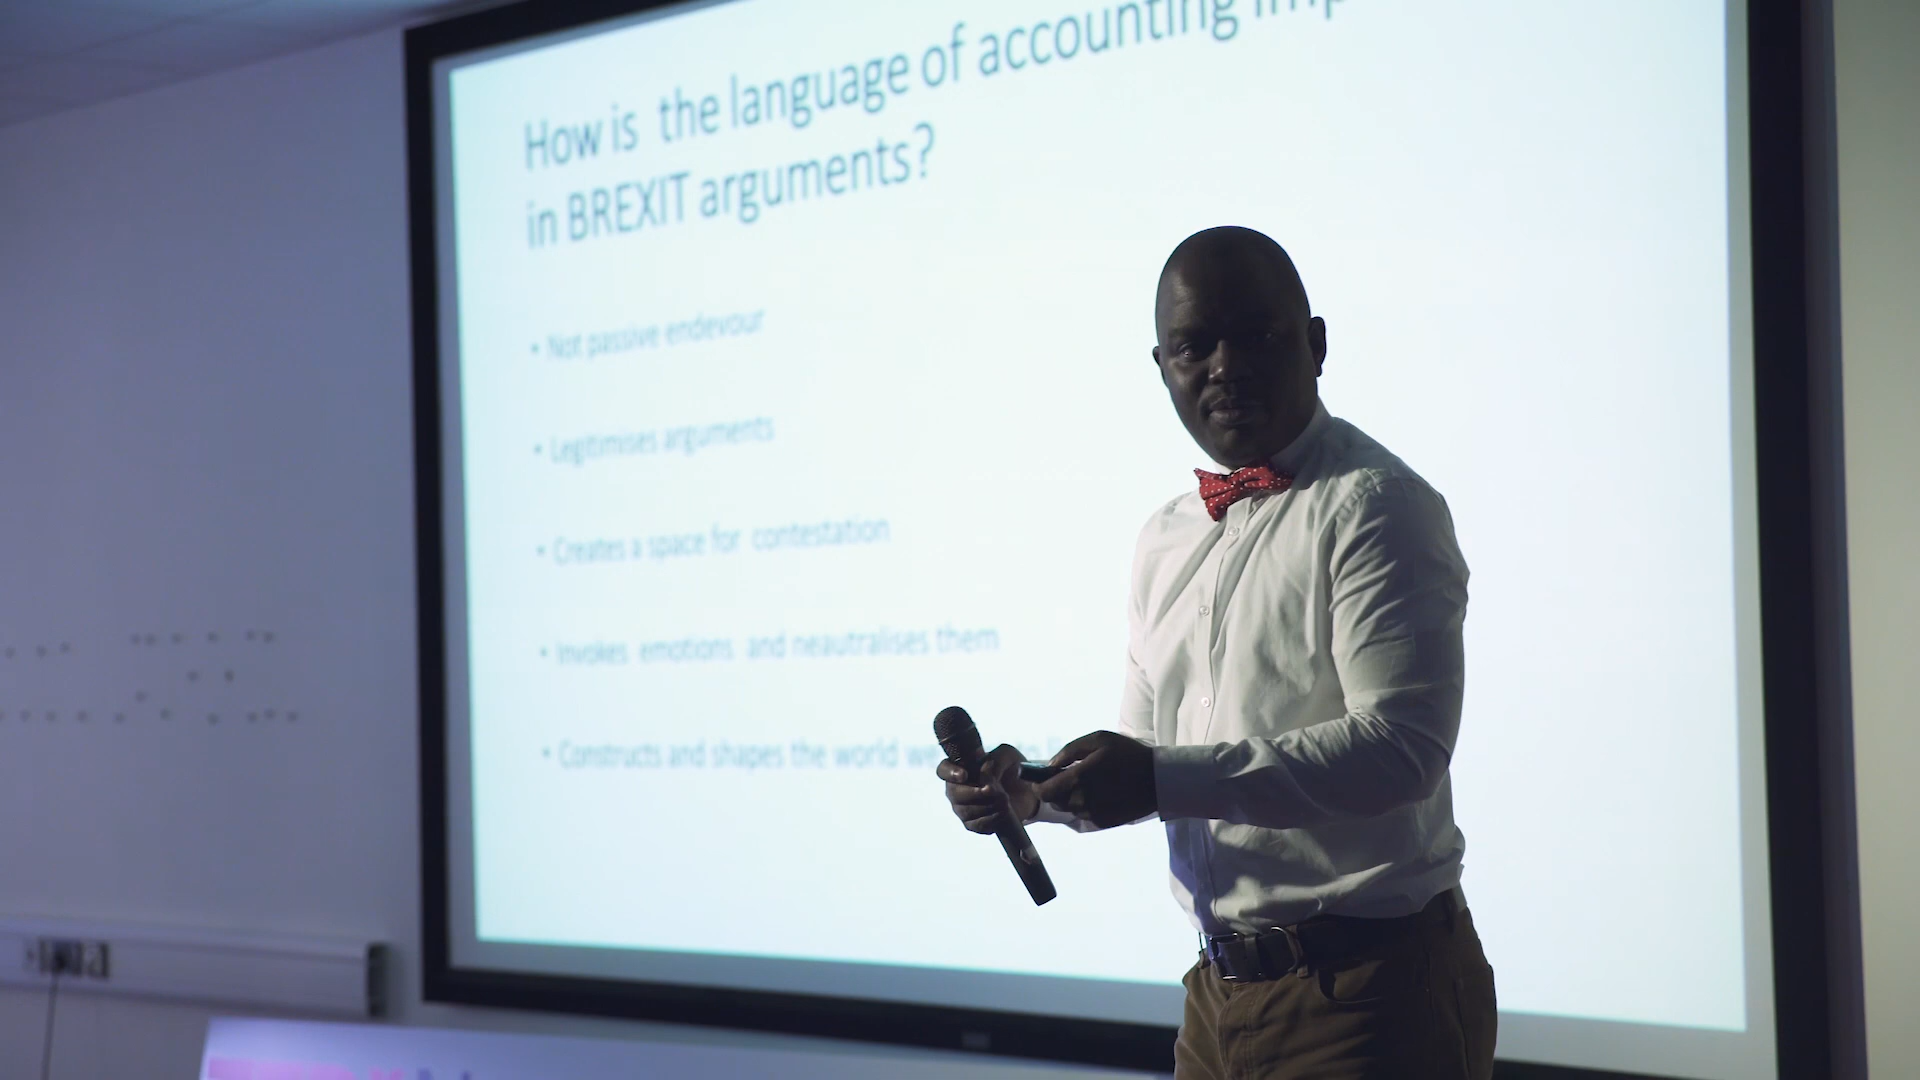 How is the language of accounting
in BREXIT arguments?
• Not passive endevour
• Legitimises arguments
• Creates a space for contestation
• Invokes emotions and neautralises them
• Constructs and shapes the world we